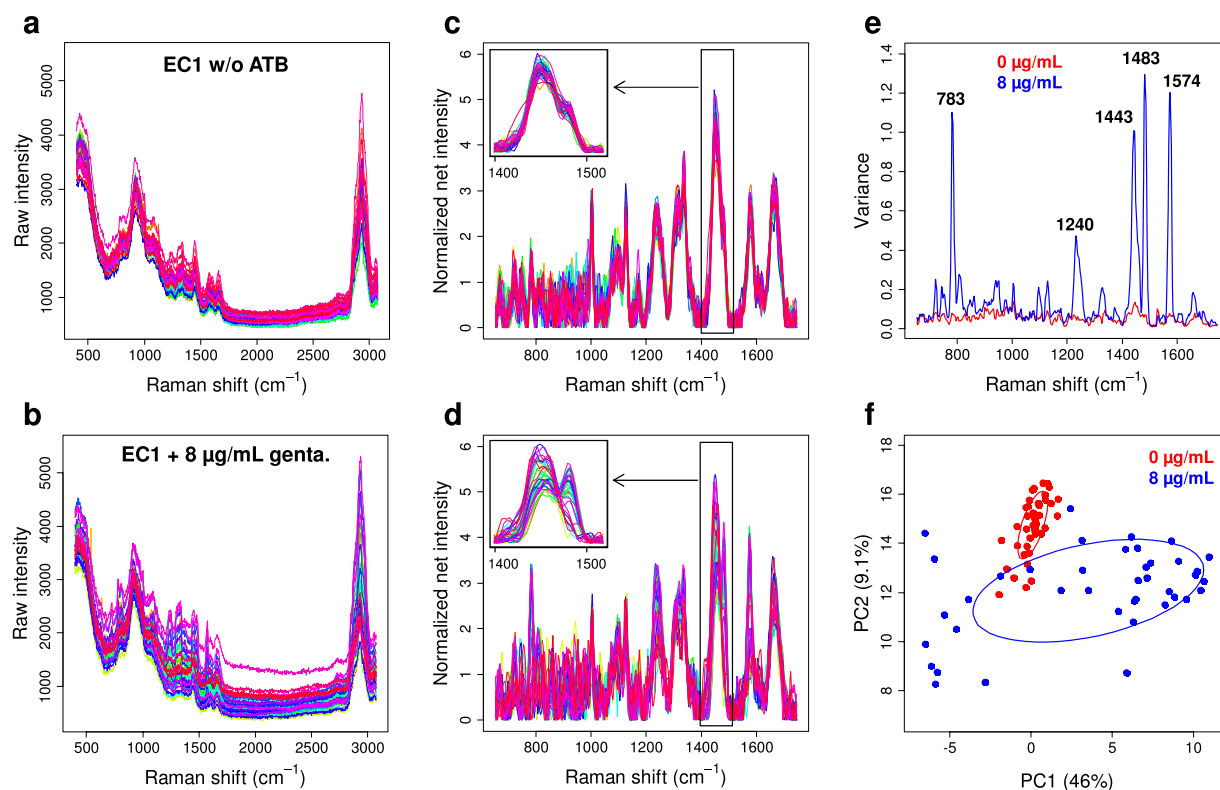 a
EC1 w/o ATB
Raw intensity
1000 2000 3000 4000 5000
500 1000 1500 2000 2500 3000
Raman shift (cm⁻¹)
c
Normalized net intensity
0 1 2 3 4 5 6
1400 1500
800 1000 1200 1400 1600
Raman shift (cm⁻¹)
e
0 µg/mL
8 µg/mL
783
1240
1443
1483
1574
Variance
0.0 0.2 0.4 0.6 0.8 1.0 1.2 1.4
800 1000 1200 1400 1600
Raman shift (cm⁻¹)
b
EC1 + 8 µg/mL genta.
Raw intensity
1000 2000 3000 4000 5000
500 1000 1500 2000 2500 3000
Raman shift (cm⁻¹)
d
Normalized net intensity
0 1 2 3 4 5 6
1400 1500
800 1000 1200 1400 1600
Raman shift (cm⁻¹)
f
0 µg/mL
8 µg/mL
PC2 (9.1%)
8 10 12 14 16 18
-5 0 5 10
PC1 (46%)